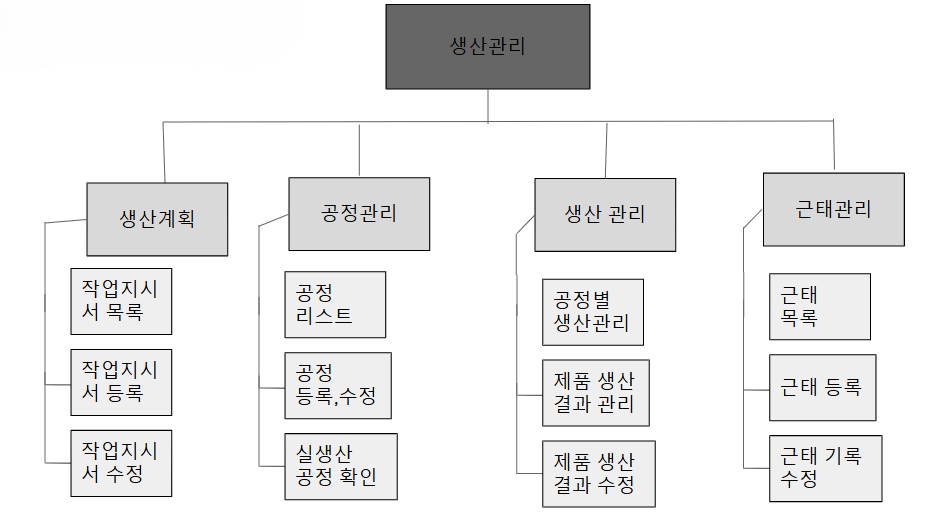 생산관리
생산계획
작업지시
서 목록
작업지시
서 등록
작업지시
서 수정
공정관리
공정
리스트
공정
등록,수정
실생산
공정 확인
생산 관리
공정별
생산관리
제품 생산
결과 관리
제품 생산
결과 수정
근태관리
근태
목록
근태 등록
근태 기록
수정